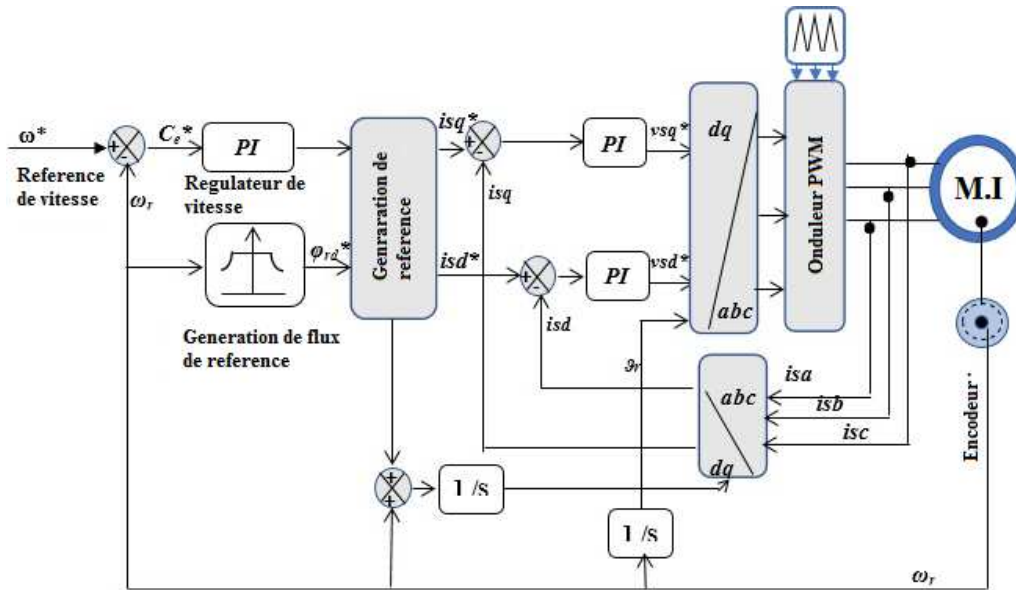 ω*
Reference
de vitesse
+
-
ωr
Ce*
PI
Regulateur de
vitesse
φrd*
Generation de flux
de reference
Genraration de
reference
isq*
+
-
isq
isd*
+
-
isd
PI
vsq*
PI
vsd*
dq
abc
Onduleur PWM
M.I
Encodeur
ϑr
abc
dq
isa
isb
isc
+
+
1 /s
1 /s
ωr